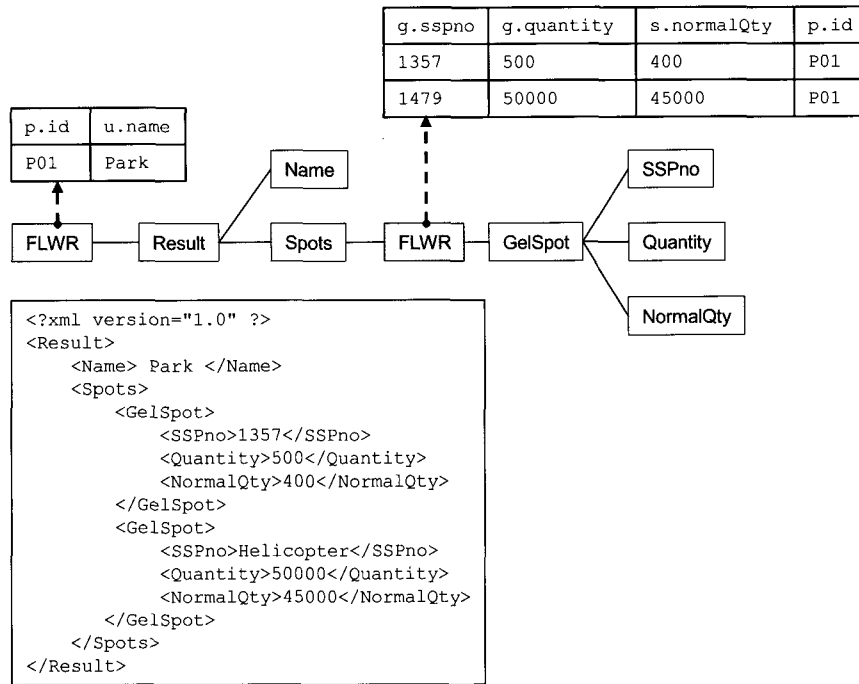 g.sspno g.quantity s.normalQty p.id
1357 500 400 P01
1479 50000 45000 P01
p.id u.name
P01 Park
Name
SSPno
FLWR Result Spots FLWR GelSpot Quantity
NormalQty
<?xml version="1.0" ?>
<Result>
<Name> Park </Name>
<Spots>
<GelSpot>
<SSPno>1357</SSPno>
<Quantity>500</Quantity>
<NormalQty>400</NormalQty>
</GelSpot>
<GelSpot>
<SSPno>Helicopter</SSPno>
<Quantity>50000</Quantity>
<NormalQty>45000</NormalQty>
</GelSpot>
</Spots>
</Result>